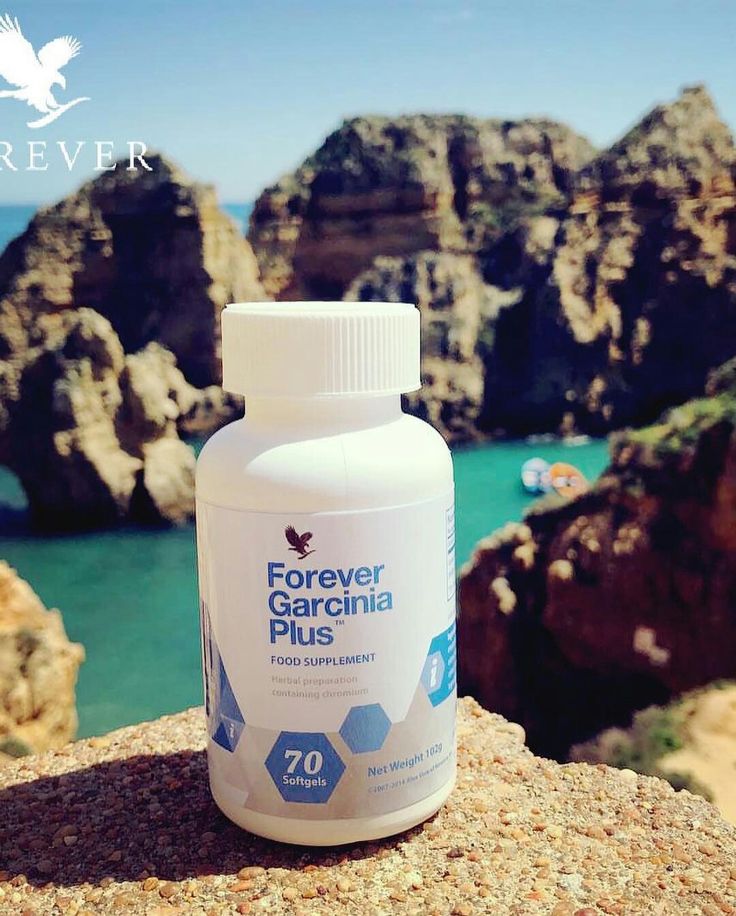 REVER
Forever
Garcinia
Plus™
FOOD SUPPLEMENT
Herbal preparation
containing chromium
70
Softgels
Net Weight 102g